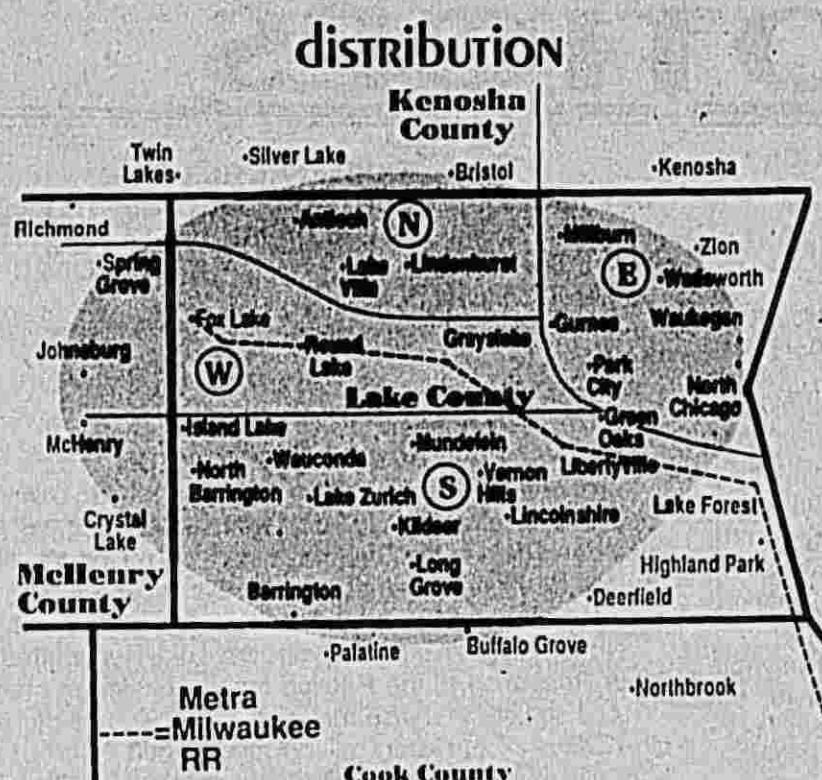 distribution
Kenosha
County
Twin
Lakes
Silver Lake
Bristol
Kenosha
Richmond
Antioch
N
Millburn
Zion
Spring
Grove
Lake
Villa
Lindenhurst
E
Wadsworth
Fox Lake
Grayslake
Gurnee
Waukegan
Johnsburg
Round
Lake
W
Park
City
North
Chicago
Lake County
McHenry
Island Lake
Mundelein
Green
Oaks
North
Barrington
Wauconda
Lake Zurich
S
Vernon
Hills
Libertyville
Crystal
Lake
Kildeer
Lincolnshire
Lake Forest
McHenry
County
Barrington
Long
Grove
Highland Park
Deerfield
Palatine
Buffalo Grove
Northbrook
Metra
----=Milwaukee
RR
Cook County